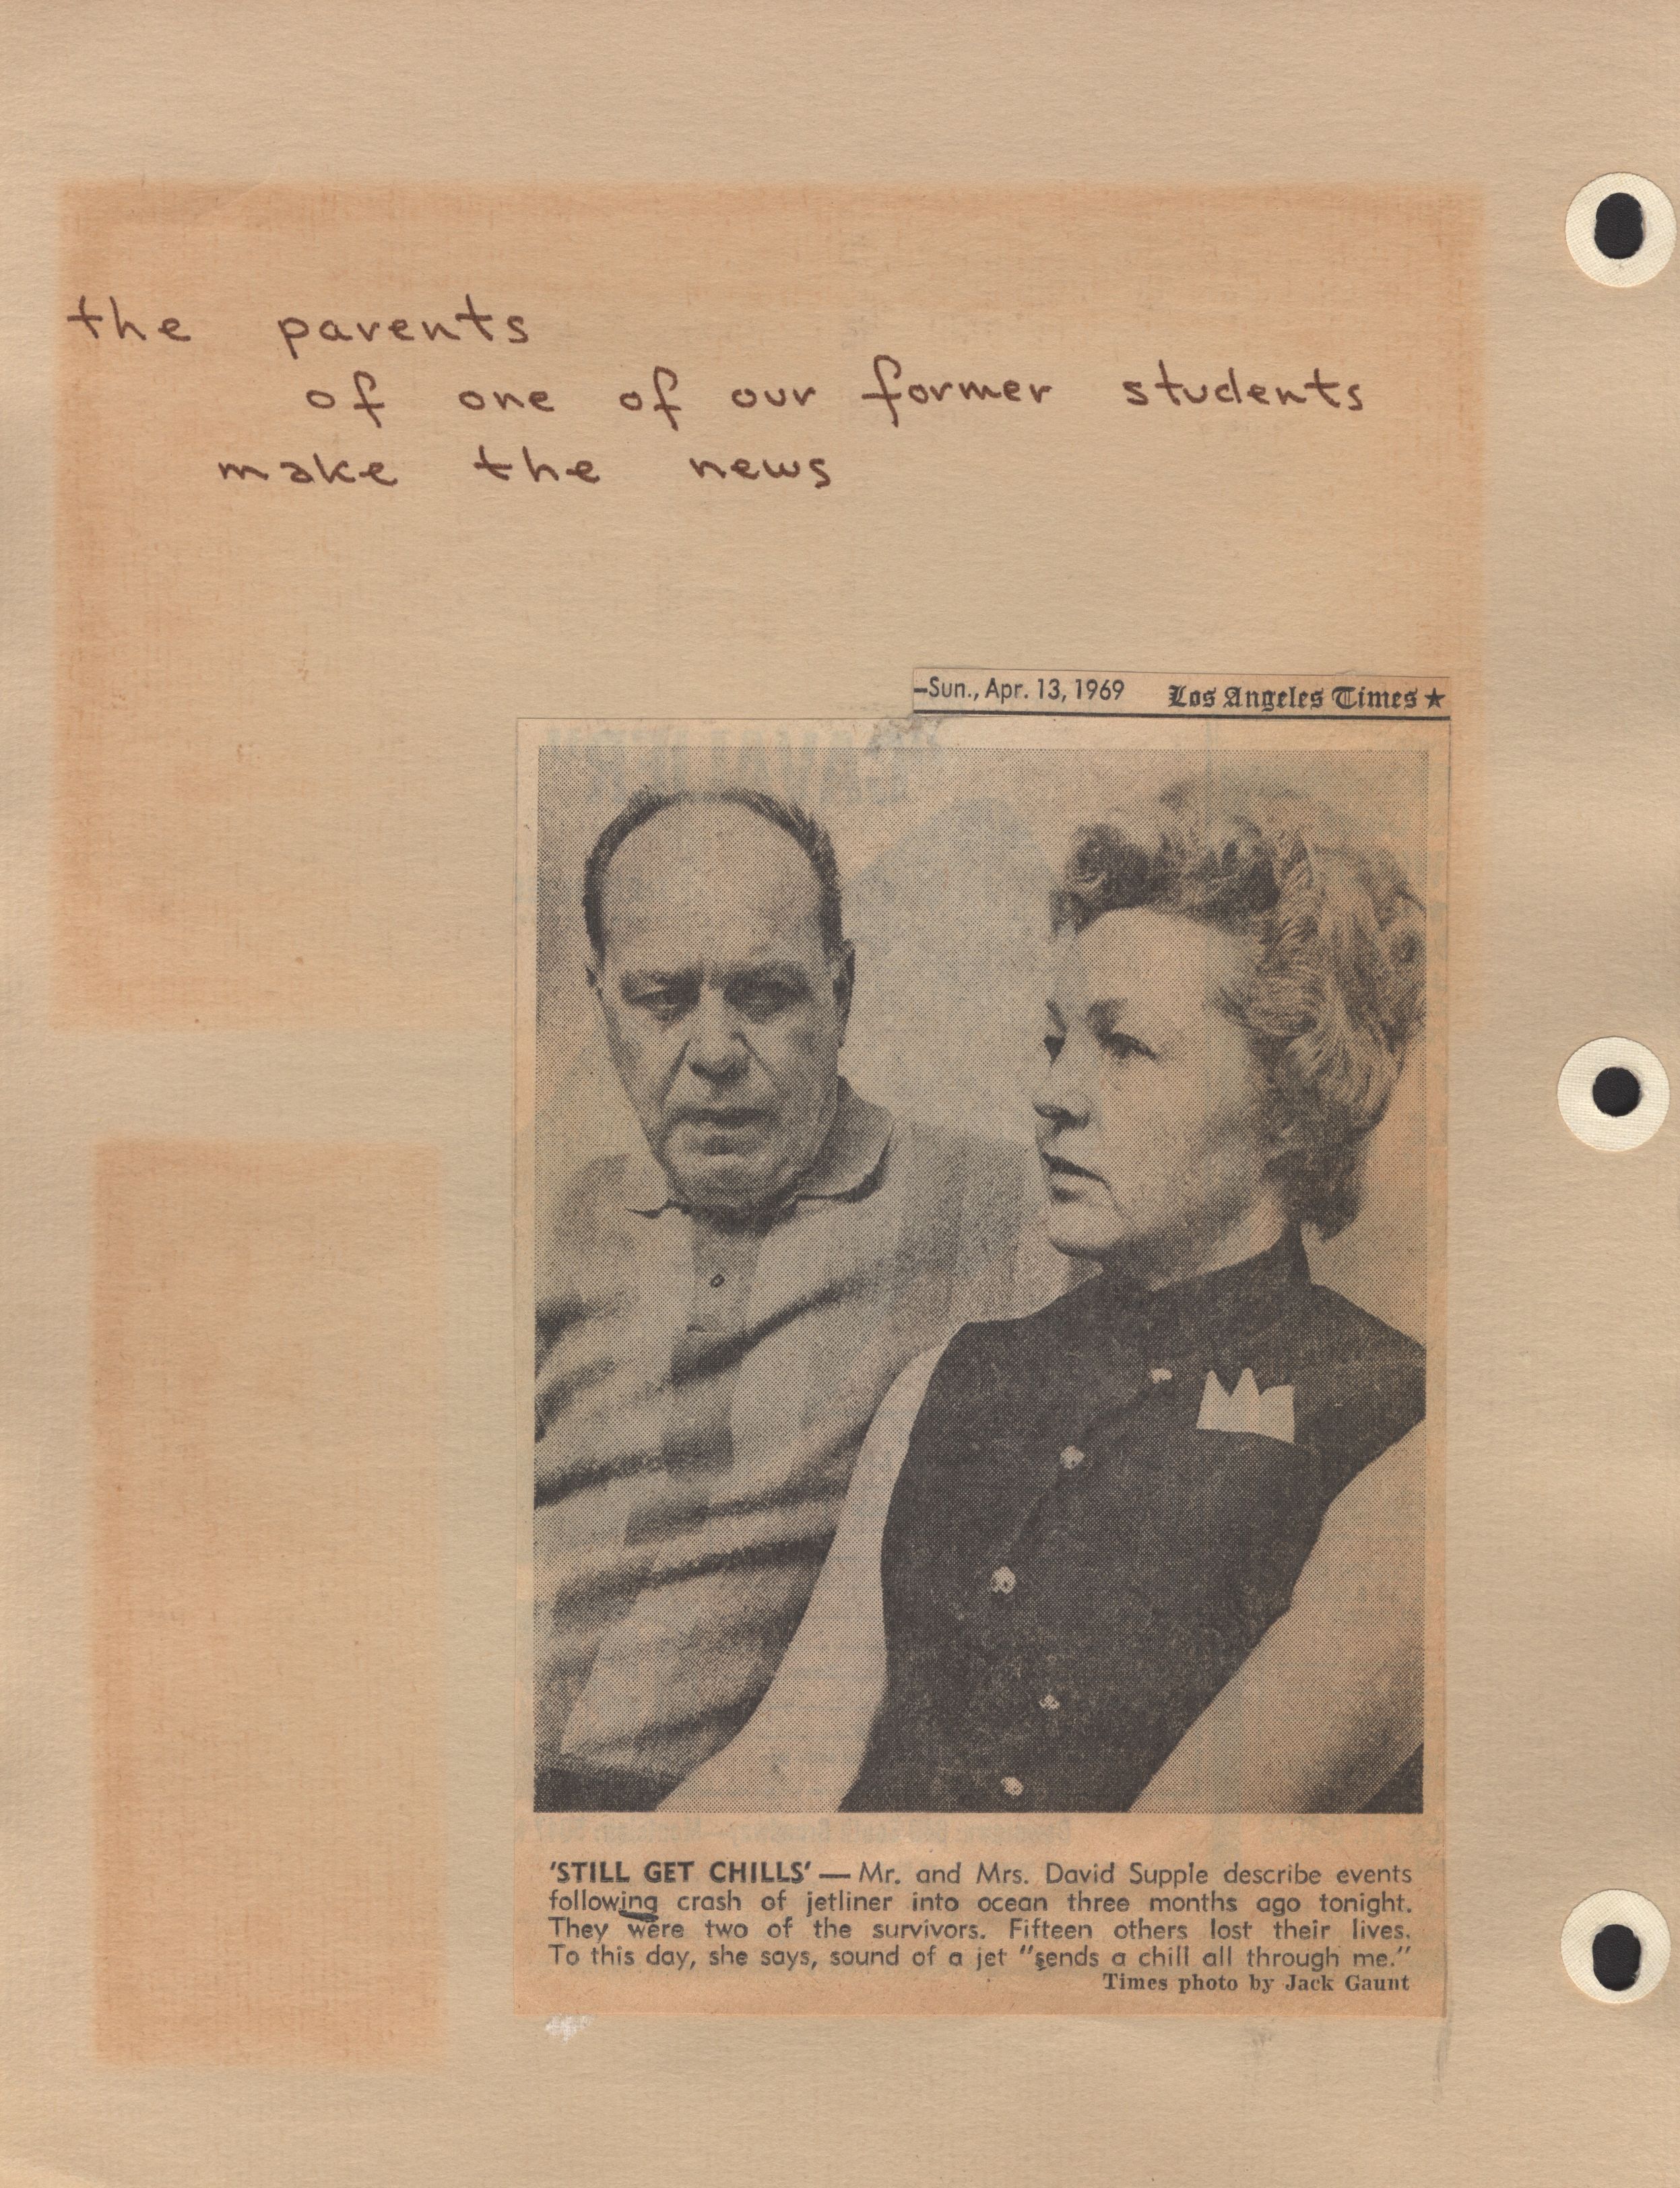 the parents
of one of our former students
make the news
—Sun., Apr. 13, 1969 Los Angeles Times ★
'STILL GET CHILLS' — Mr. and Mrs. David Supple describe events
following crash of jetliner into ocean three months ago tonight.
They were two of the survivors. Fifteen others lost their lives.
To this day, she says, sound of a jet "sends a chill all through me."
Times photo by Jack Gaunt